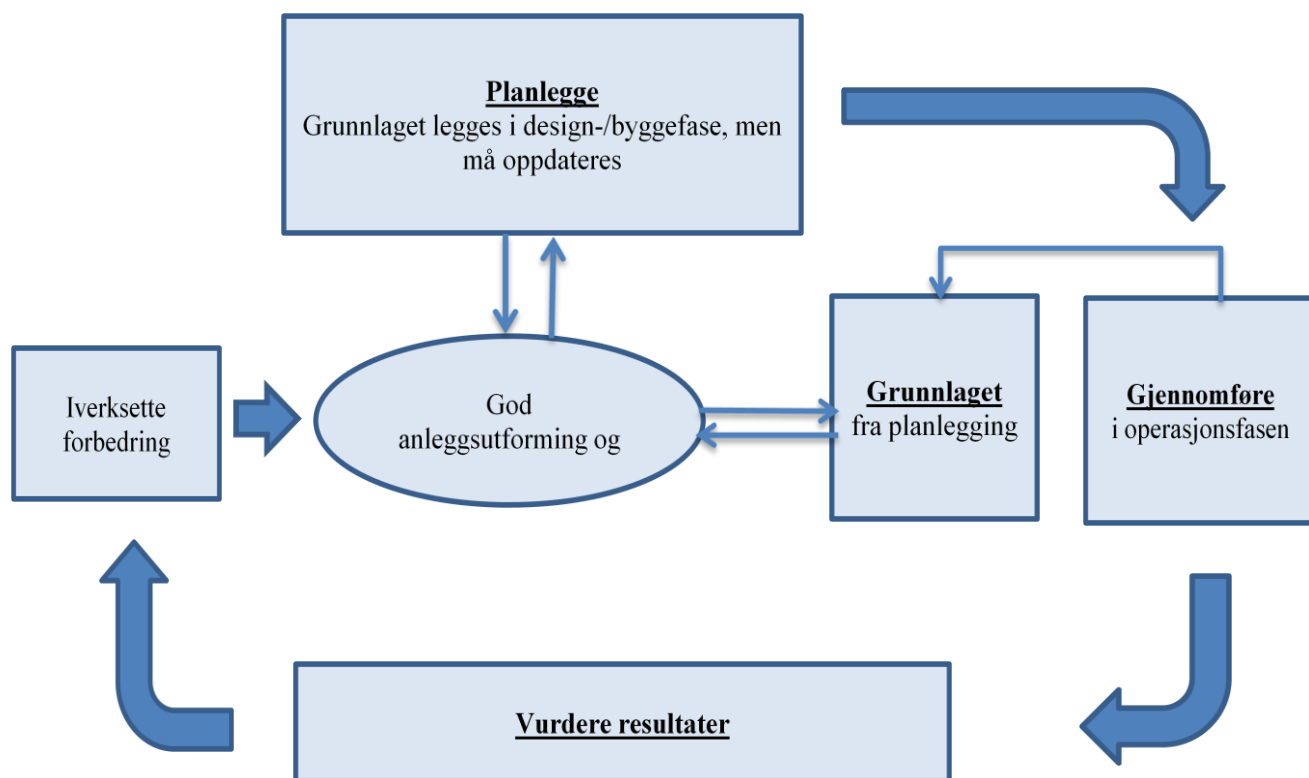 Planlegge
Grunnlaget legges i design-/byggefase, men
må oppdateres
Iverksette
forbedring
God
anleggsutforming og
Grunnlaget
fra planlegging
Gjennomføre
i operasjonsfasen
Vurdere resultater